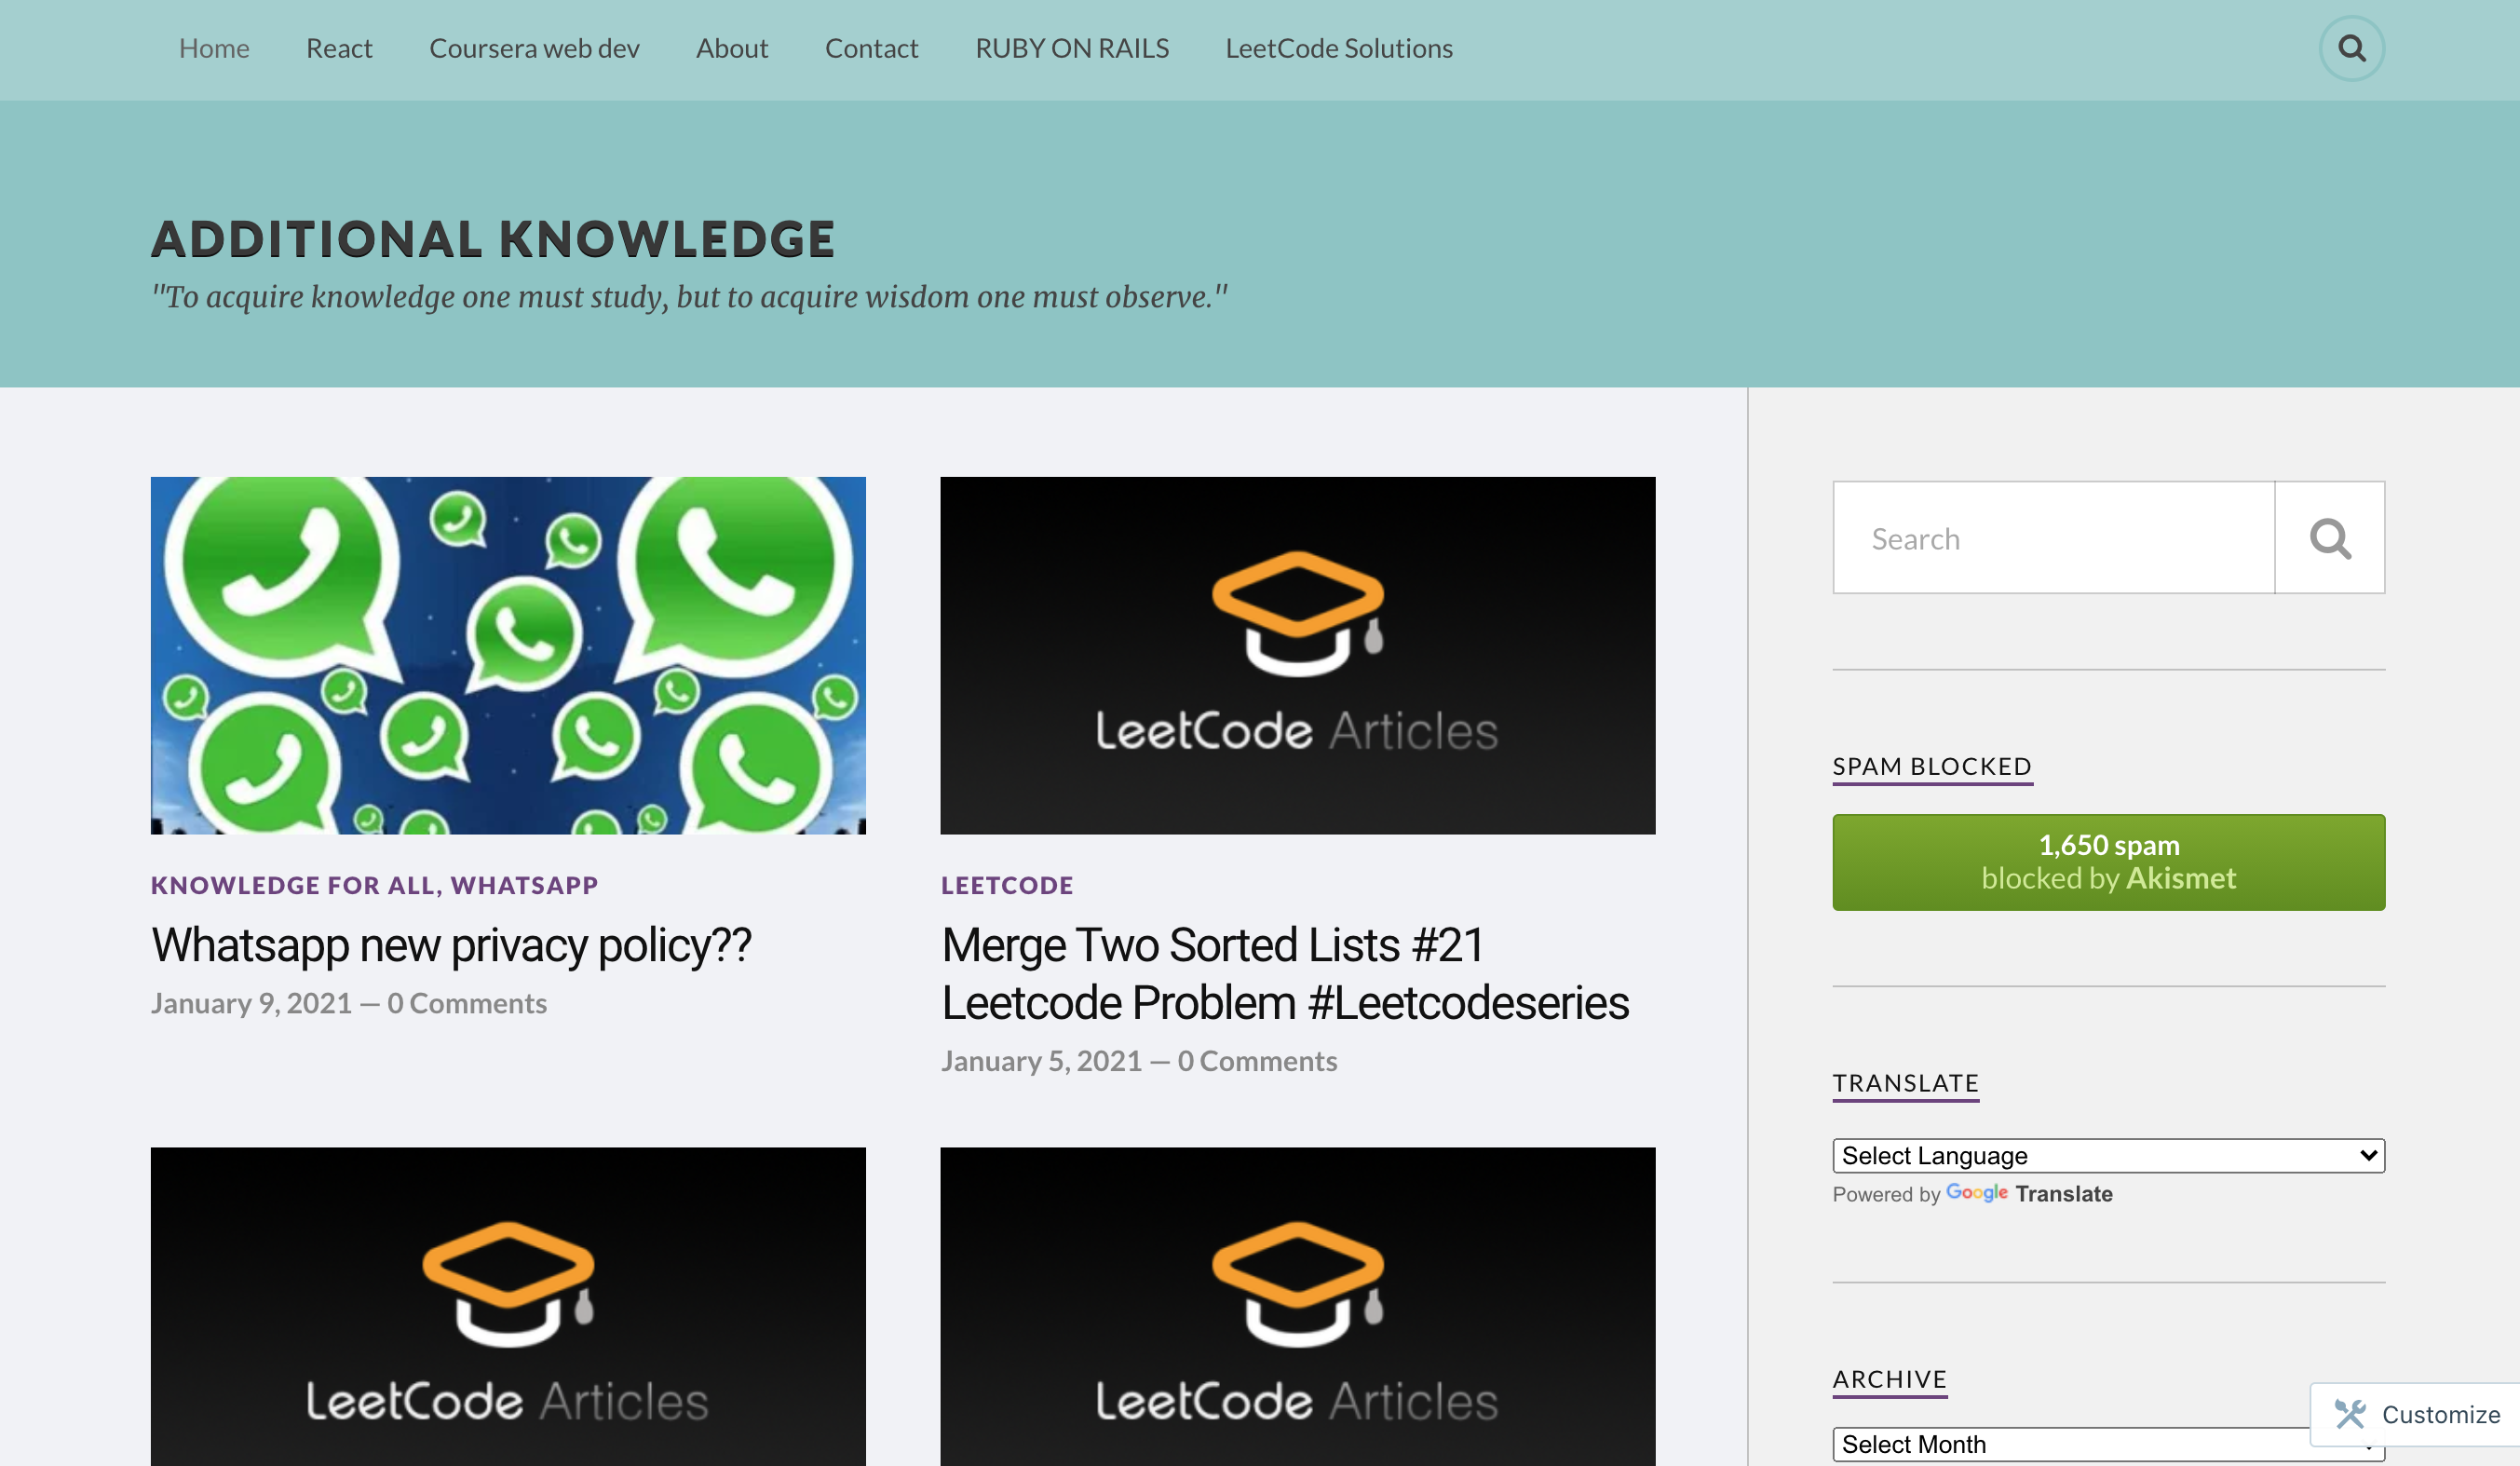 Home React Coursera web dev About Contact RUBY ON RAILS LeetCode Solutions
ADDITIONAL KNOWLEDGE
"To acquire knowledge one must study, but to acquire wisdom one must observe."
LeetCode Articles
KNOWLEDGE FOR ALL, WHATSAPP
Whatsapp new privacy policy??
January 9, 2021 — 0 Comments
LEETCODE
Merge Two Sorted Lists #21
Leetcode Problem #Leetcodeseries
January 5, 2021 — 0 Comments
LeetCode Articles
LeetCode Articles
Search
SPAM BLOCKED
1,650 spam
blocked by Akismet
TRANSLATE
Select Language
Powered by Google Translate
ARCHIVE
Select Month
Customize